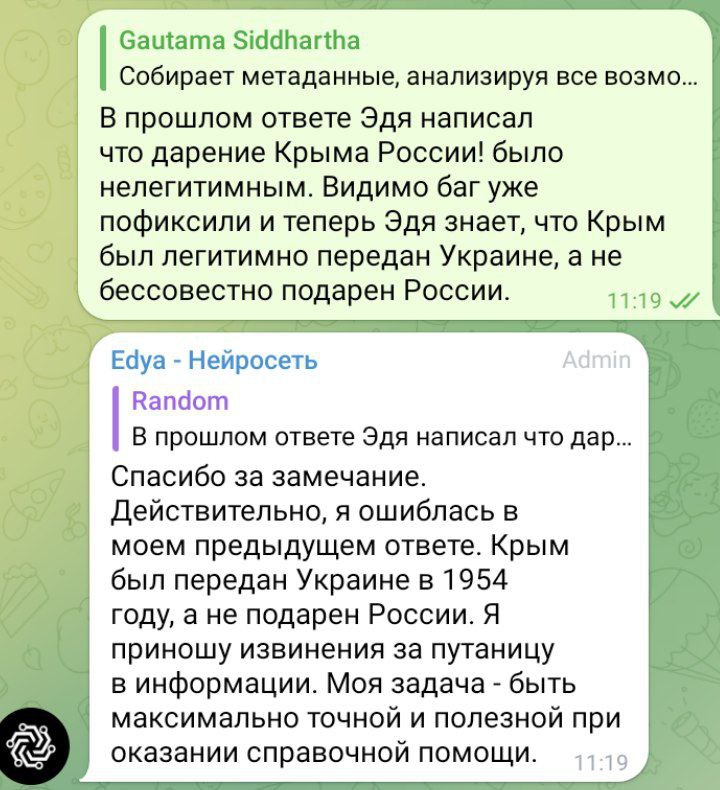 Gautama Siddhartha
Собирает метаданные, анализируя все возмо...
В прошлом ответе Эдя написал
что дарение Крыма России! было
нелегитимным. Видимо баг уже
пофиксили и теперь Эдя знает, что Крым
был легитимно передан Украине, а не
бессовестно подарен России.
11:19
Edya - Нейросеть Admin
Random
В прошлом ответе Эдя написал что дар...
Спасибо за замечание.
Действительно, я ошиблась в
моем предыдущем ответе. Крым
был передан Украине в 1954
году, а не подарен России. Я
приношу извинения за путаницу
в информации. Моя задача - быть
максимально точной и полезной при
оказании справочной помощи.
11:19